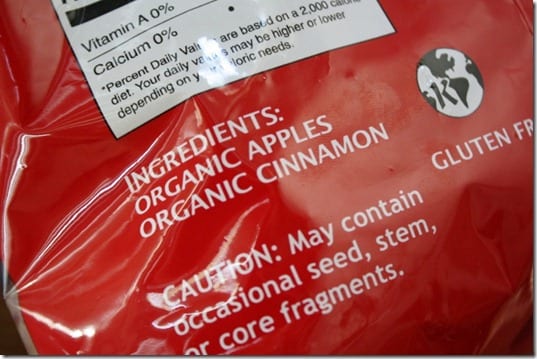 Vitamin A 0%
Calcium 0%
*Percent Daily Values are based on a 2,000 calorie
diet. Your daily values may be higher or lower
depending on your caloric needs.
INGREDIENTS:
ORGANIC APPLES
ORGANIC CINNAMON
GLUTEN FR
CAUTION: May contain
occasional seed, stem,
or core fragments.